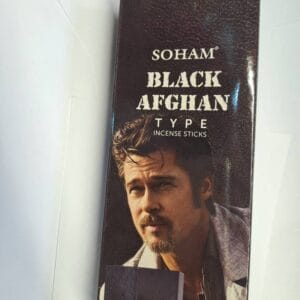 SOHAM®
BLACK
AFGHAN
TYPE
INCENSE STICKS